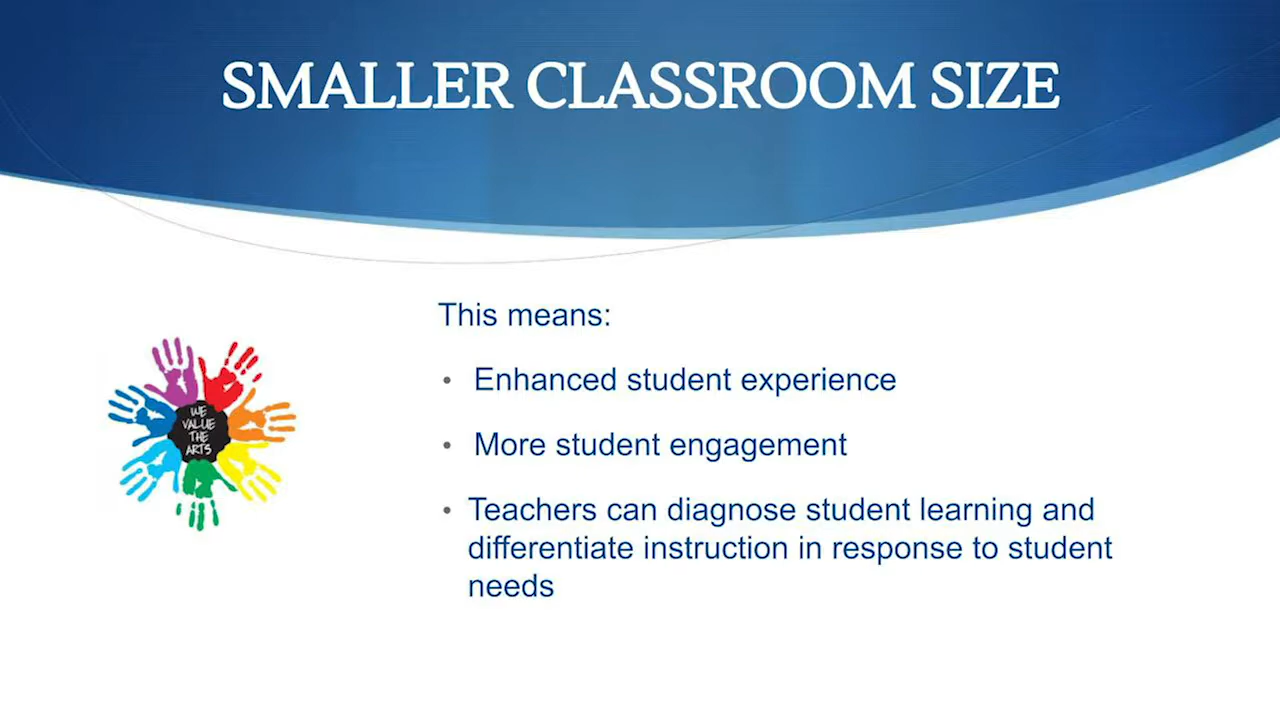 SMALLER CLASSROOM SIZE
This means:
• Enhanced student experience
• More student engagement
• Teachers can diagnose student learning and
differentiate instruction in response to student
needs
WE
VALUE
THE
ARTS